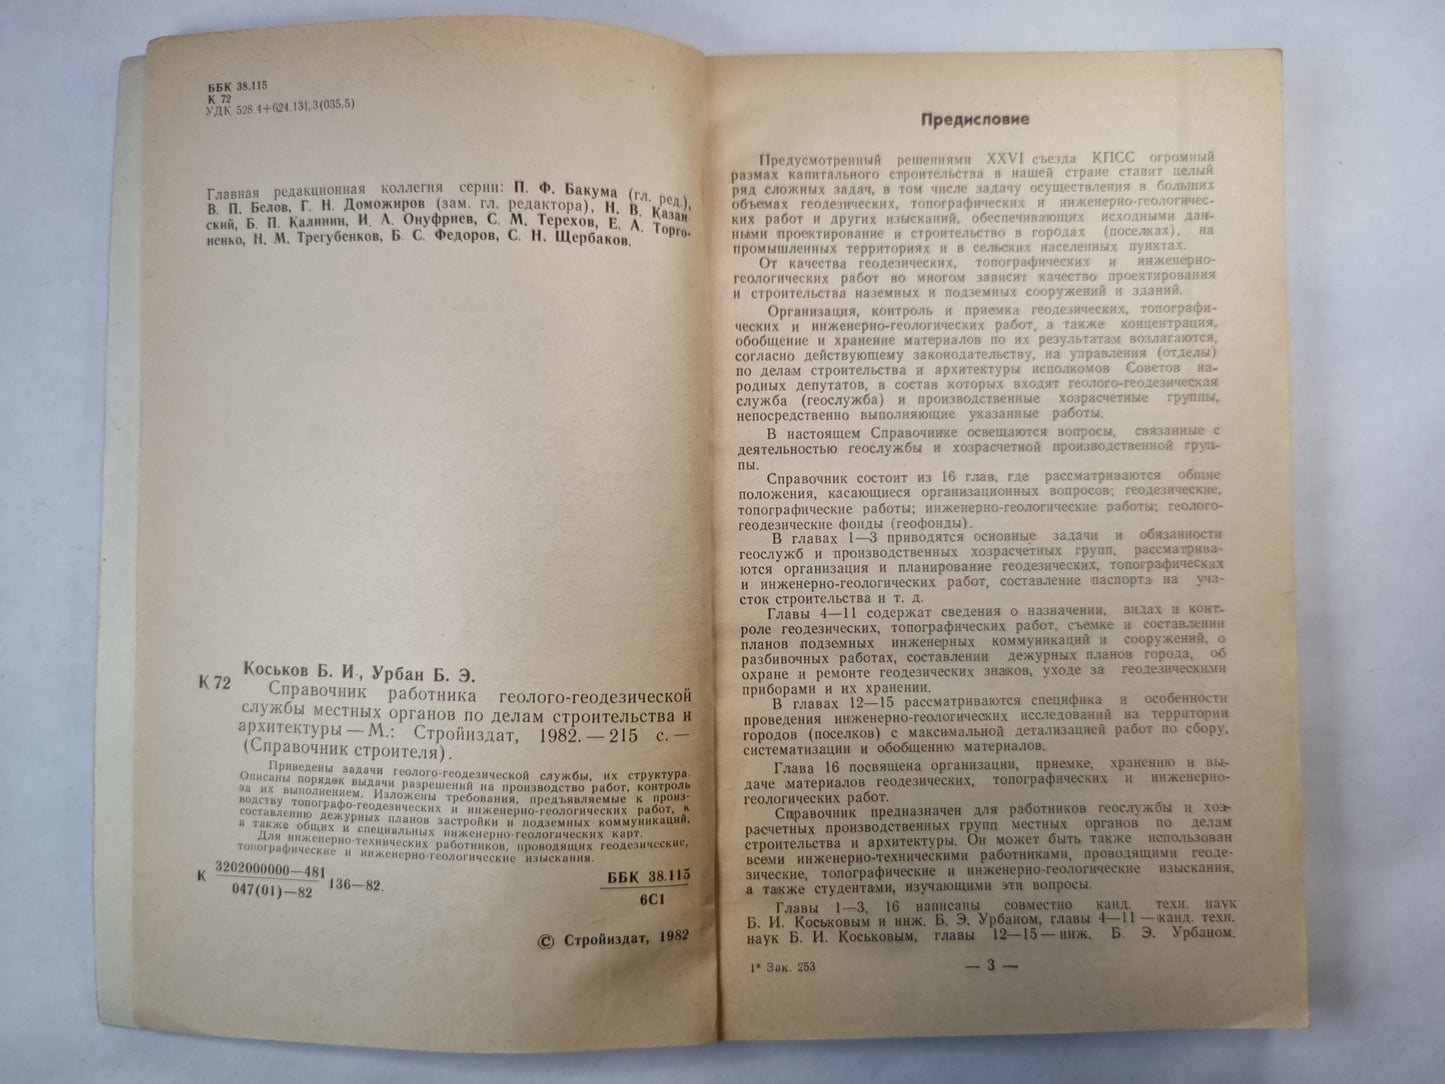 ББК 38.115
К 72
УДК 528.4+624.131.3(035.5)
Главная редакционная коллегия серии: П. Ф. Бакума (гл. ред.),
В. П. Белов, Г. Н. Доможиров (зам. гл. редактора), Н. В. Казан-
ский, Б. П. Калинин, И. А. Онуфриев, С. М. Терехов, Е. А. Торго-
ненко, Н. М. Трегубенков, Б. С. Федоров, С. Н. Щербаков.
Коськов Б. И., Урбан Б. Э.
К 72
Справочник работника геолого-геодезической
службы местных органов по делам строительства и
архитектуры — М.: Стройиздат, 1982. — 215 с. —
(Справочник строителя).
Приведены задачи геолого-геодезической службы, их структура.
Описаны порядок выдачи разрешений на производство работ, контроль
за их выполнением. Изложены требования, предъявляемые к произ-
водству топографо-геодезических и инженерно-геологических работ, к
составлению дежурных планов застройки и подземных коммуникаций,
а также общих и специальных инженерно-геологических карт.
Для инженерно-технических работников, проводящих геодезические,
топографические и инженерно-геологические изыскания.
К 3202000000—481
047(01)—82 136—82.
ББК 38.115
6С1
© Стройиздат, 1982
Предисловие
Предусмотренный решениями XXVI съезда КПСС огромный
размах капитального строительства в нашей стране ставит целый
ряд сложных задач, в том числе задачу осуществления в больших
объемах геодезических, топографических и инженерно-геологичес-
ких работ и других изысканий, обеспечивающих исходными дан-
ными проектирование и строительство в городах (поселках), на
промышленных территориях и в сельских населенных пунктах.
От качества геодезических, топографических и инженерно-
геологических работ во многом зависит качество проектирования
и строительства наземных и подземных сооружений и зданий.
Организация, контроль и приемка геодезических, топографи-
ческих и инженерно-геологических работ, а также концентрация,
обобщение и хранение материалов по их результатам возлагаются,
согласно действующему законодательству, на управления (отделы)
по делам строительства и архитектуры исполкомов Советов на-
родных депутатов, в состав которых входят геолого-геодезическая
служба (геослужба) и производственные хозрасчетные группы,
непосредственно выполняющие указанные работы.
В настоящем Справочнике освещаются вопросы, связанные с
деятельностью геослужбы и хозрасчетной производственной груп-
пы.
Справочник состоит из 16 глав, где рассматриваются общие
положения, касающиеся организационных вопросов; геодезические,
топографические работы; инженерно-геологические работы; геолого-
геодезические фонды (геофонды).
В главах 1—3 приводятся основные задачи и обязанности
геослужб и производственных хозрасчетных групп, рассматрива-
ются организация и планирование геодезических, топографических
и инженерно-геологических работ, составление паспорта на учас-
ток строительства и т. д.
Главы 4—11 содержат сведения о назначении, видах и конт-
роле геодезических, топографических работ, съемке и составлении
планов подземных инженерных коммуникаций и сооружений, о
разбивочных работах, составлении дежурных планов города, об
охране и ремонте геодезических знаков, уходе за геодезическими
приборами и их хранении.
В главах 12—15 рассматриваются специфика и особенности
проведения инженерно-геологических исследований на территории
городов (поселков) с максимальной детализацией работ по сбору,
систематизации и обобщению материалов.
Глава 16 посвящена организации, приемке, хранению и вы-
даче материалов геодезических, топографических и инженерно-
геологических работ.
Справочник предназначен для работников геослужбы и хоз-
расчетных производственных групп местных органов по делам
строительства и архитектуры. Он может быть также использован
всеми инженерно-техническими работниками, проводящими геоде-
зические, топографические и инженерно-геологические изыскания,
а также студентами, изучающими эти вопросы.
Главы 1—3, 16 написаны совместно канд. техн. наук
Б. И. Коськовым и инж. Б. Э. Урбаном, главы 4—11 — канд. техн.
наук Б. И. Коськовым, главы 12—15 — инж. Б. Э. Урбаном.
1* Зак. 253
— 3 —